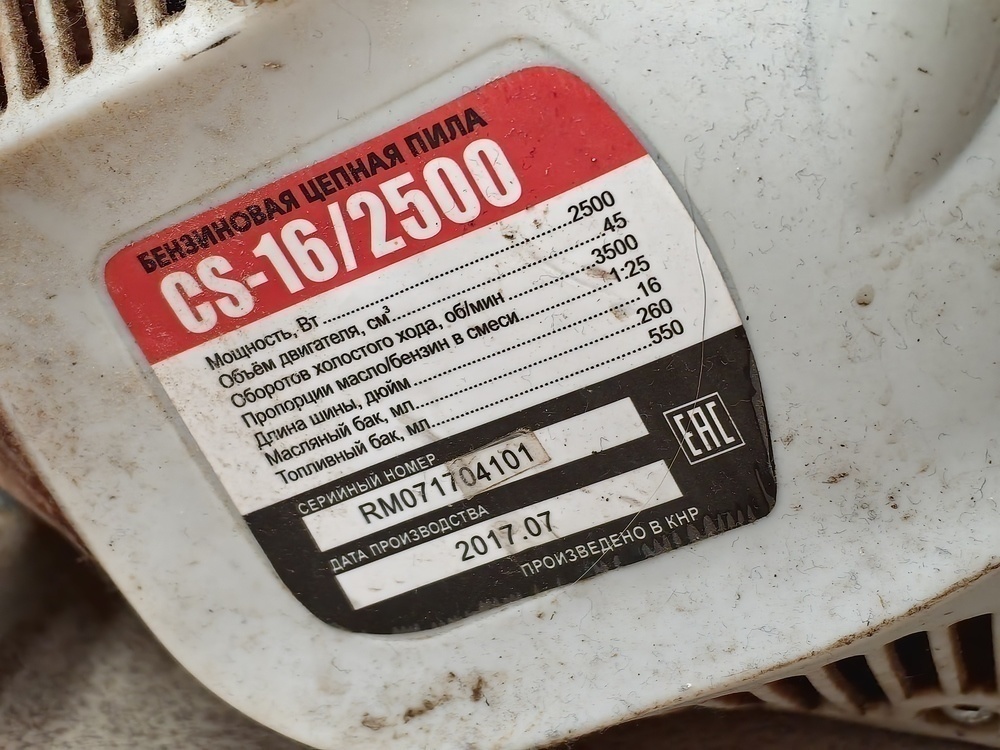 БЕНЗИНОВАЯ ЦЕПНАЯ ПИЛА
CS-16/2500
Мощность, Вт 2500
Объём двигателя, см³ 45
Оборотов холостого хода, об/мин 3500
Пропорции масло/бензин в смеси 1:25
Длина шины, дюйм 16
Масляный бак, мл 260
Топливный бак, мл 550
СЕРИЙНЫЙ НОМЕР
RM071704101
ДАТА ПРОИЗВОДСТВА
2017.07
ПРОИЗВЕДЕНО В КНР
EAC